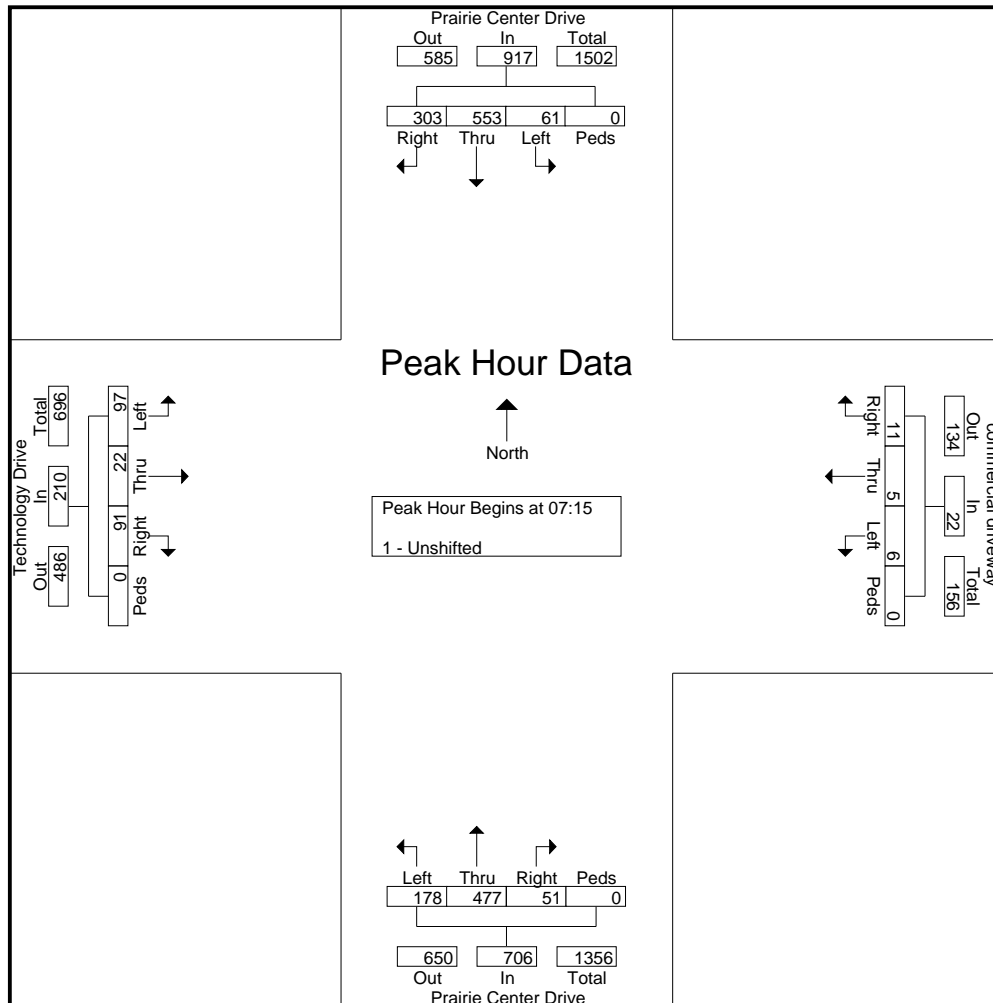 Prairie Center Drive
Out In Total
585 917 1502
303 553 61 0
Right Thru Left Peds
Peak Hour Data
North
Peak Hour Begins at 07:15
1 - Unshifted
Technology Drive
Total In Out
696 210 486
97 22 91 0
Left Thru Right Peds
commercial driveway
Out In Total
134 22 156
11 5 6 0
Right Thru Left Peds
Left Thru Right Peds
178 477 51 0
650 706 1356
Out In Total
Prairie Center Drive